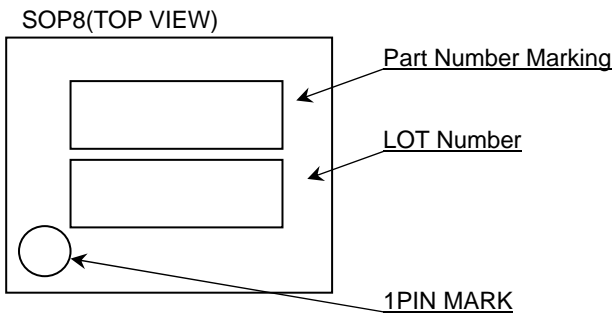 SOP8(TOP VIEW)
Part Number Marking
LOT Number
1PIN MARK